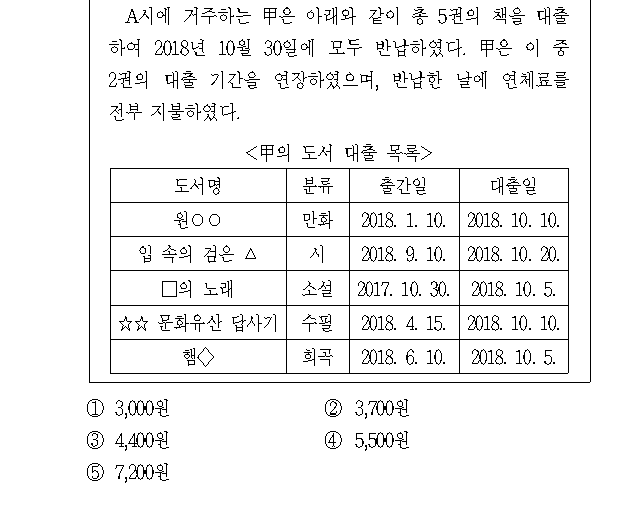 A시에 거주하는 甲은 아래와 같이 총 5권의 책을 대출
하여 2018년 10월 30일에 모두 반납하였다. 甲은 이 중
2권의 대출 기간을 연장하였으며, 반납한 날에 연체료를
전부 지불하였다.
<甲의 도서 대출 목록>
도서명 분류 출간일 대출일
원○○ 만화 2018. 1. 10. 2018. 10. 10.
입 속의 검은 △ 시 2018. 9. 10. 2018. 10. 20.
□의 노래 소설 2017. 10. 30. 2018. 10. 5.
☆☆ 문화유산 답사기 수필 2018. 4. 15. 2018. 10. 10.
햄◇ 희곡 2018. 6. 10. 2018. 10. 5.
① 3,000원 ② 3,700원
③ 4,400원 ④ 5,500원
⑤ 7,200원